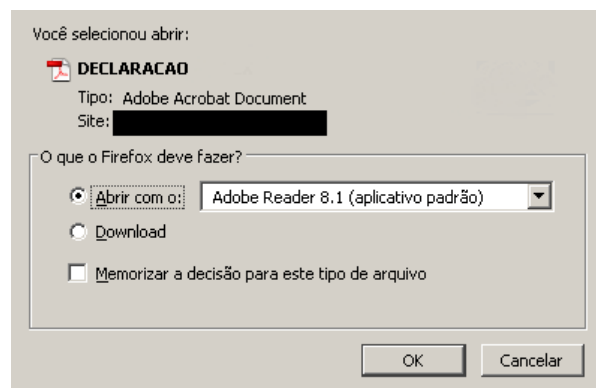 Você selecionou abrir:
DECLARACAO
Tipo: Adobe Acrobat Document
Site:
O que o Firefox deve fazer?
Abrir com o: Adobe Reader 8.1 (aplicativo padrão)
Download
Memorizar a decisão para este tipo de arquivo
OK Cancelar